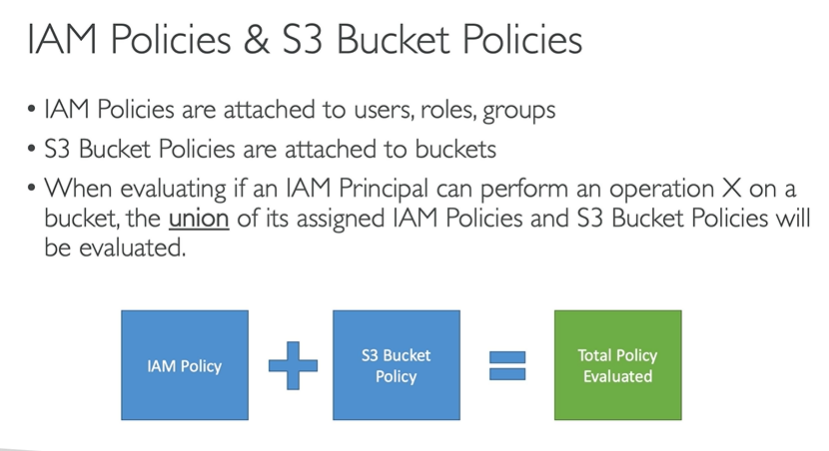 IAM Policies & S3 Bucket Policies
• IAM Policies are attached to users, roles, groups
• S3 Bucket Policies are attached to buckets
• When evaluating if an IAM Principal can perform an operation X on a
bucket, the union of its assigned IAM Policies and S3 Bucket Policies will
be evaluated.
IAM Policy
S3 Bucket
Policy
Total Policy
Evaluated